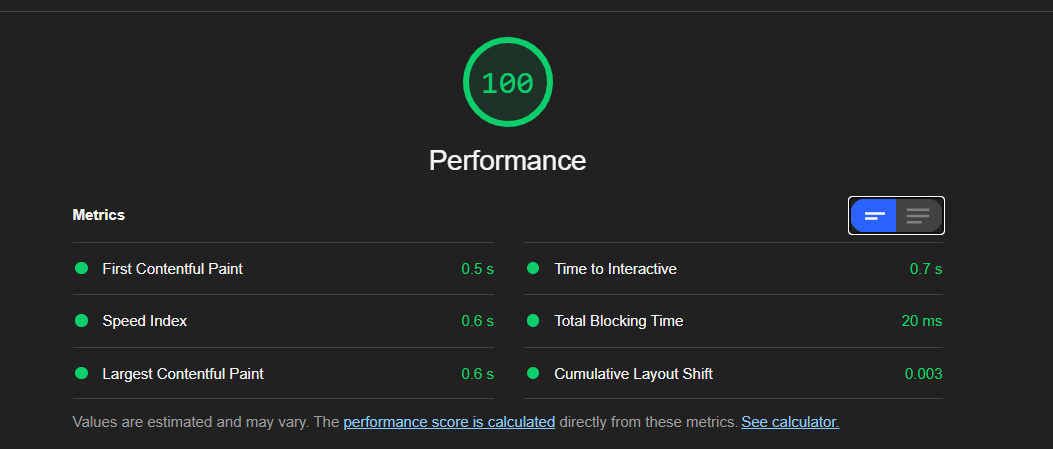 100
Performance
Metrics
First Contentful Paint 0.5 s
Time to Interactive 0.7 s
Speed Index 0.6 s
Total Blocking Time 20 ms
Largest Contentful Paint 0.6 s
Cumulative Layout Shift 0.003
Values are estimated and may vary. The performance score is calculated directly from these metrics. See calculator.